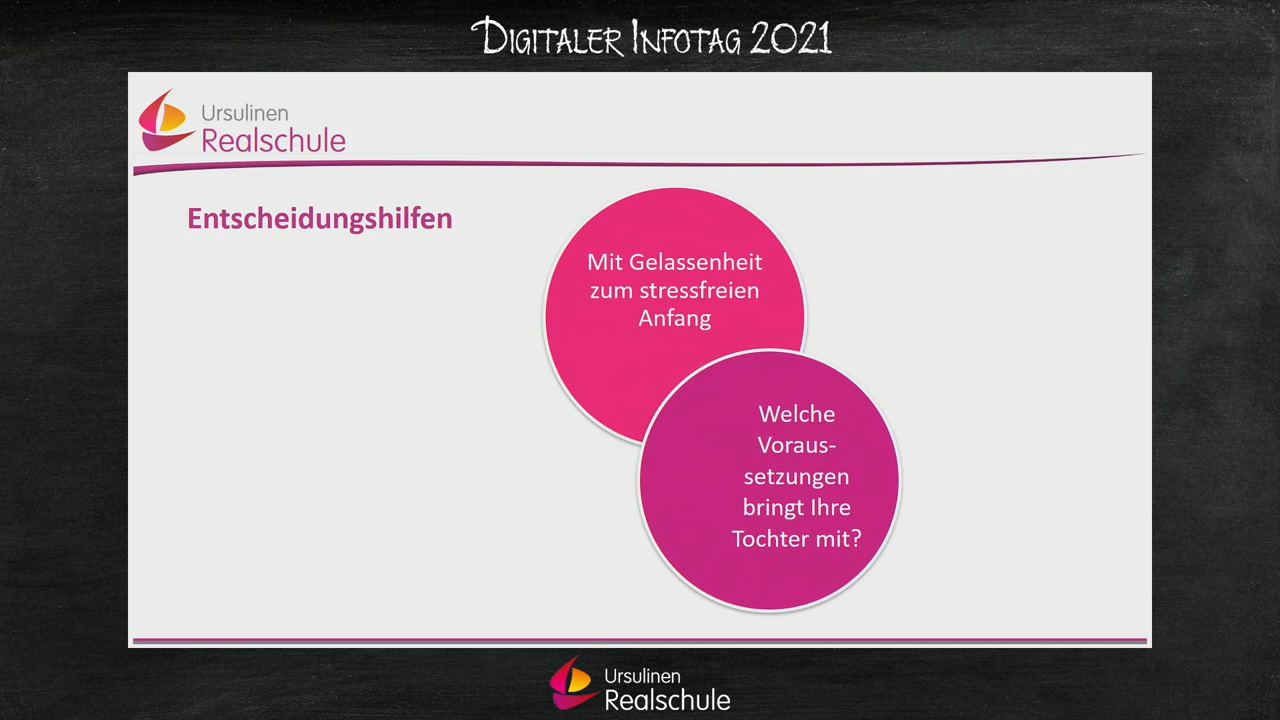 Digitaler Infotag 2021
Ursulinen
Realschule
Entscheidungshilfen
Mit Gelassenheit
zum stressfreien
Anfang
Welche
Voraus-
setzungen
bringt Ihre
Tochter mit?
Ursulinen
Realschule